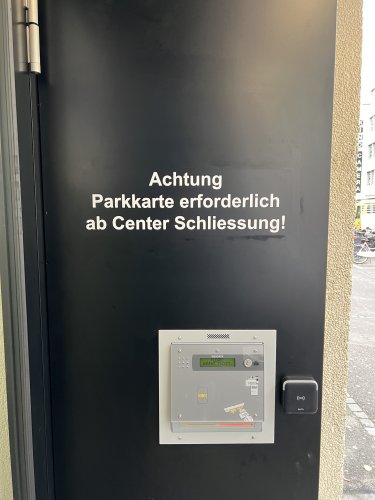 Achtung
Parkkarte erforderlich
ab Center Schliessung!